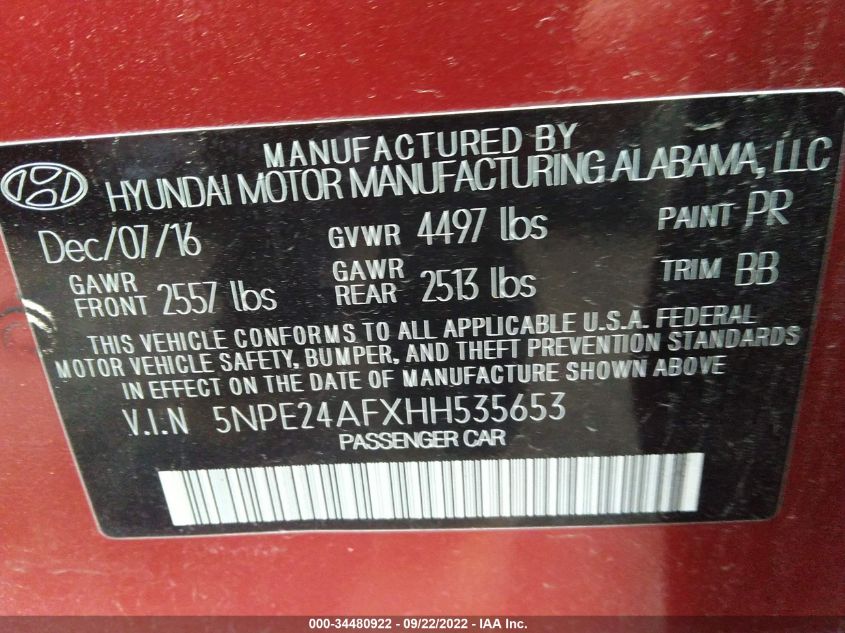 MANUFACTURED BY
HYUNDAI MOTOR MANUFACTURING ALABAMA, LLC
Dec/07/16 GVWR 4497 lbs PAINT PR
GAWR FRONT 2557 lbs GAWR REAR 2513 lbs TRIM BB
THIS VEHICLE CONFORMS TO ALL APPLICABLE U.S.A. FEDERAL
MOTOR VEHICLE SAFETY, BUMPER, AND THEFT PREVENTION STANDARDS
IN EFFECT ON THE DATE OF MANUFACTURE SHOWN ABOVE
V.I.N 5NPE24AFXHH535653
PASSENGER CAR
000-34480922 - 09/22/2022 - IAA Inc.